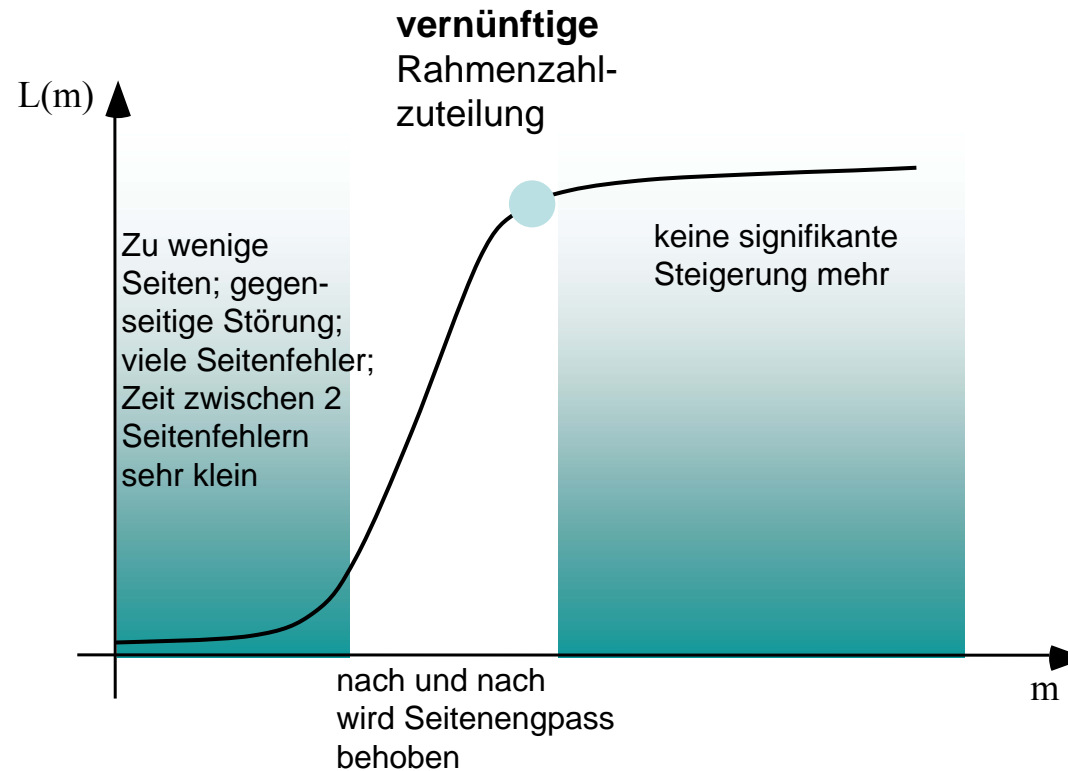 vernünftige
Rahmenzahl-
zuteilung
L(m)
Zu wenige
Seiten; gegen-
seitige Störung;
viele Seitenfehler;
Zeit zwischen 2
Seitenfehlern
sehr klein
keine signifikante
Steigerung mehr
nach und nach
wird Seitenengpass
behoben
m